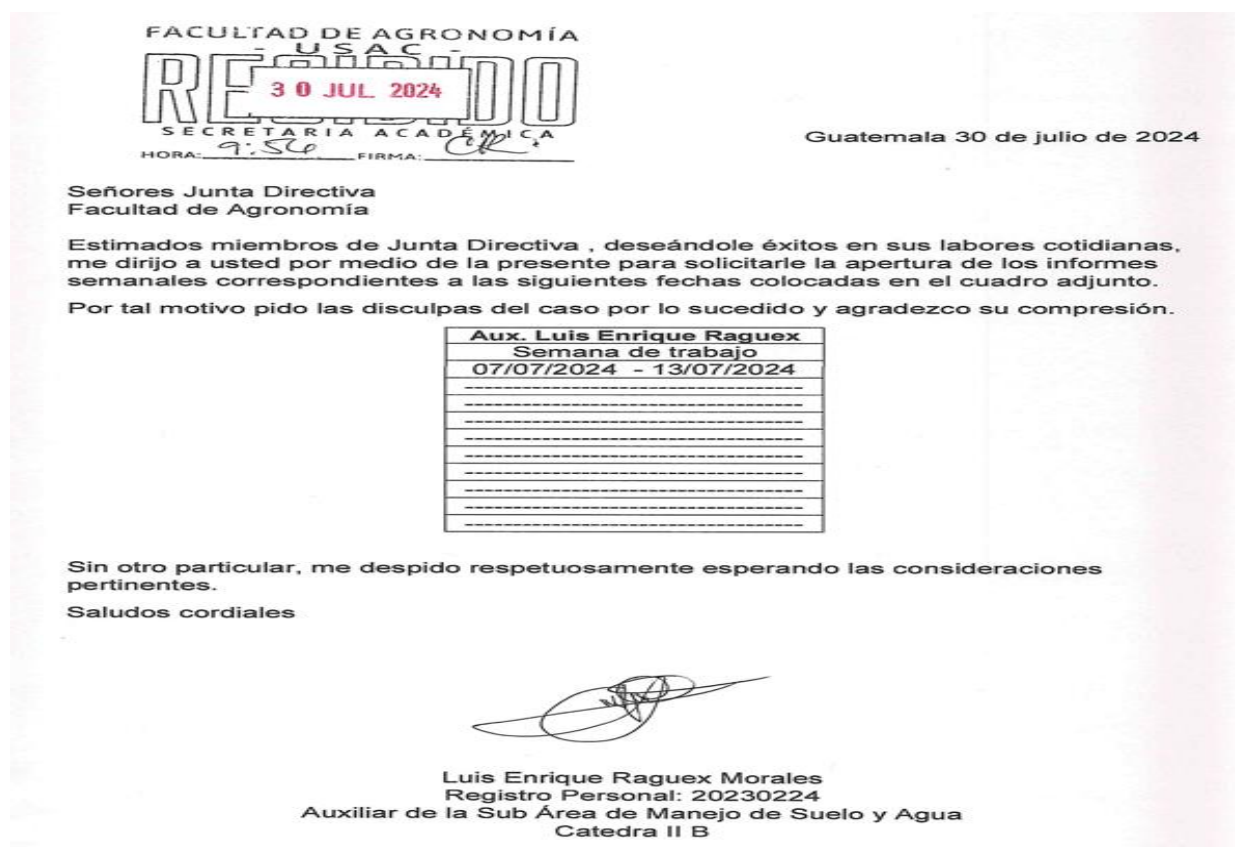 FACULTAD DE AGRONOMÍA
- USAC -
RECIBIDO
30 JUL 2024
SECRETARIA ACADÉMICA
HORA: 9:56 FIRMA:
Guatemala 30 de julio de 2024
Señores Junta Directiva
Facultad de Agronomía
Estimados miembros de Junta Directiva , deseándole éxitos en sus labores cotidianas,
me dirijo a usted por medio de la presente para solicitarle la apertura de los informes
semanales correspondientes a las siguientes fechas colocadas en el cuadro adjunto.
Por tal motivo pido las disculpas del caso por lo sucedido y agradezco su compresión.
Aux. Luis Enrique Raguex
Semana de trabajo
07/07/2024 - 13/07/2024
---------------------------------------
---------------------------------------
---------------------------------------
---------------------------------------
---------------------------------------
---------------------------------------
---------------------------------------
---------------------------------------
---------------------------------------
Sin otro particular, me despido respetuosamente esperando las consideraciones
pertinentes.
Saludos cordiales
Luis Enrique Raguex Morales
Registro Personal: 20230224
Auxiliar de la Sub Área de Manejo de Suelo y Agua
Catedra II B